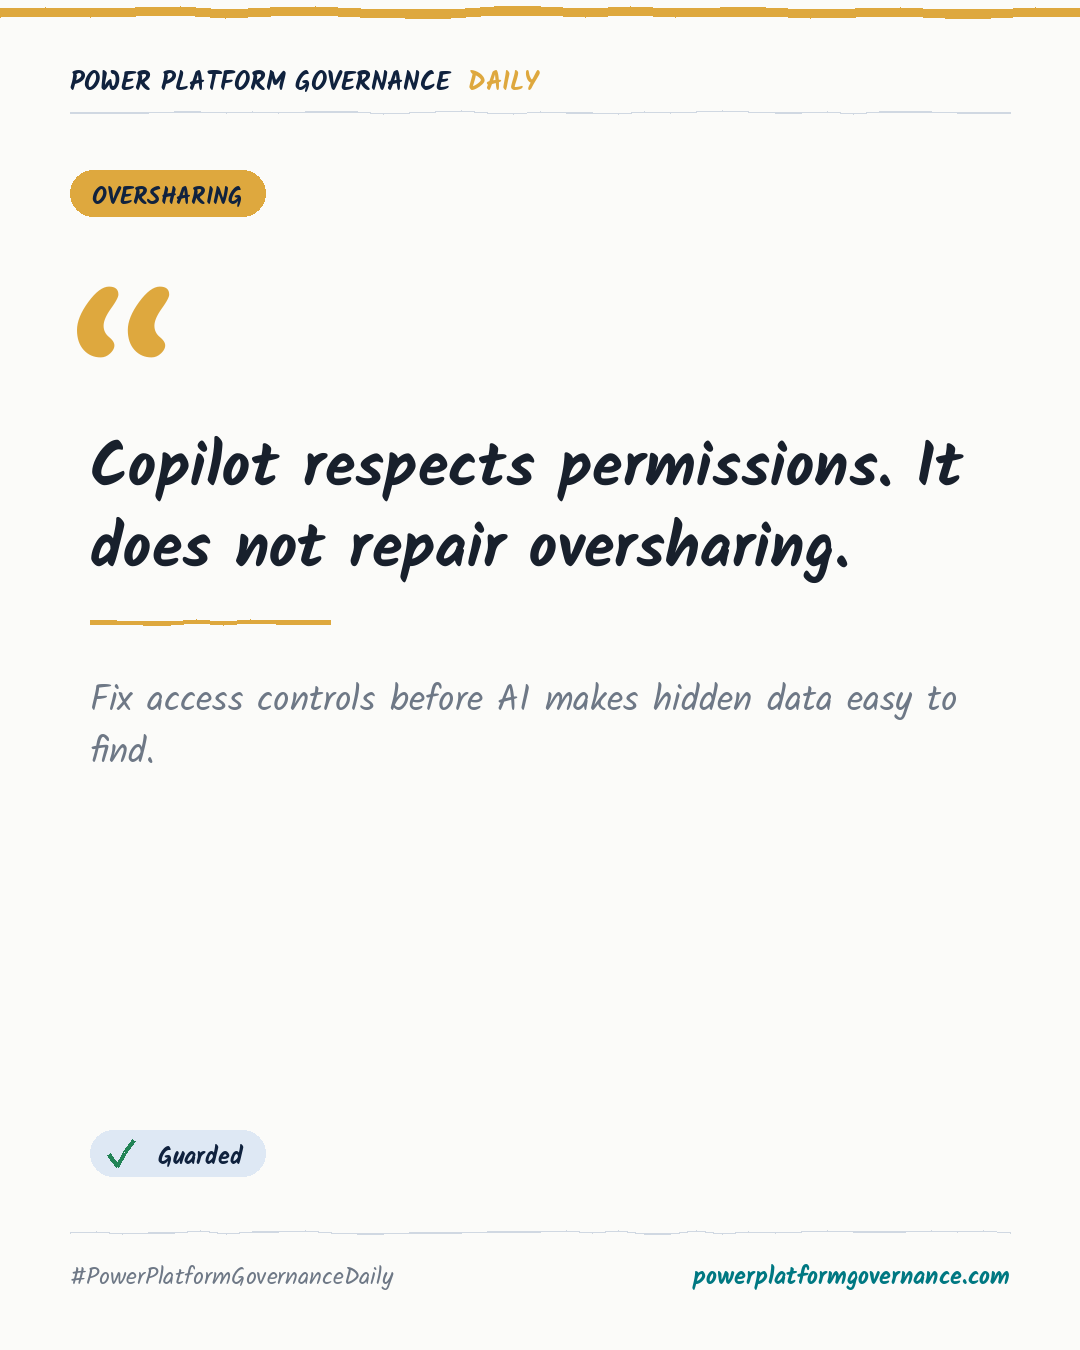 POWER PLATFORM GOVERNANCE DAILY
OVERSHARING
“
Copilot respects permissions. It
does not repair oversharing.
Fix access controls before AI makes hidden data easy to
find.
✓ Guarded
#PowerPlatformGovernanceDaily
powerplatformgovernance.com